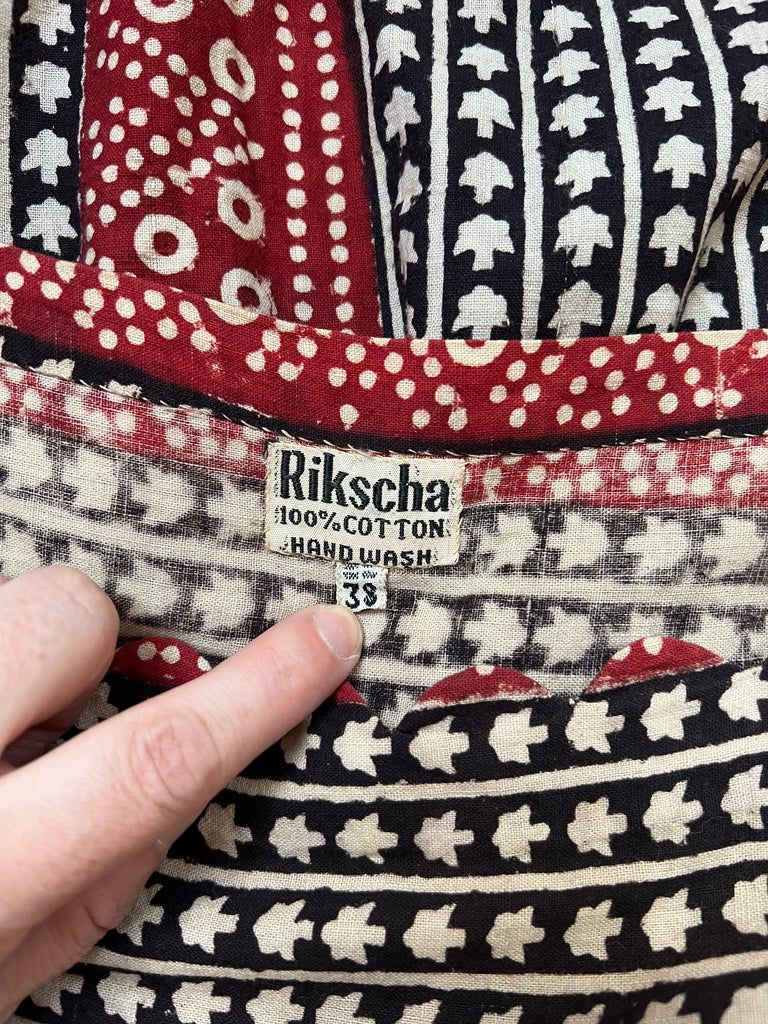 Rikscha
100% COTTON
HAND WASH
38